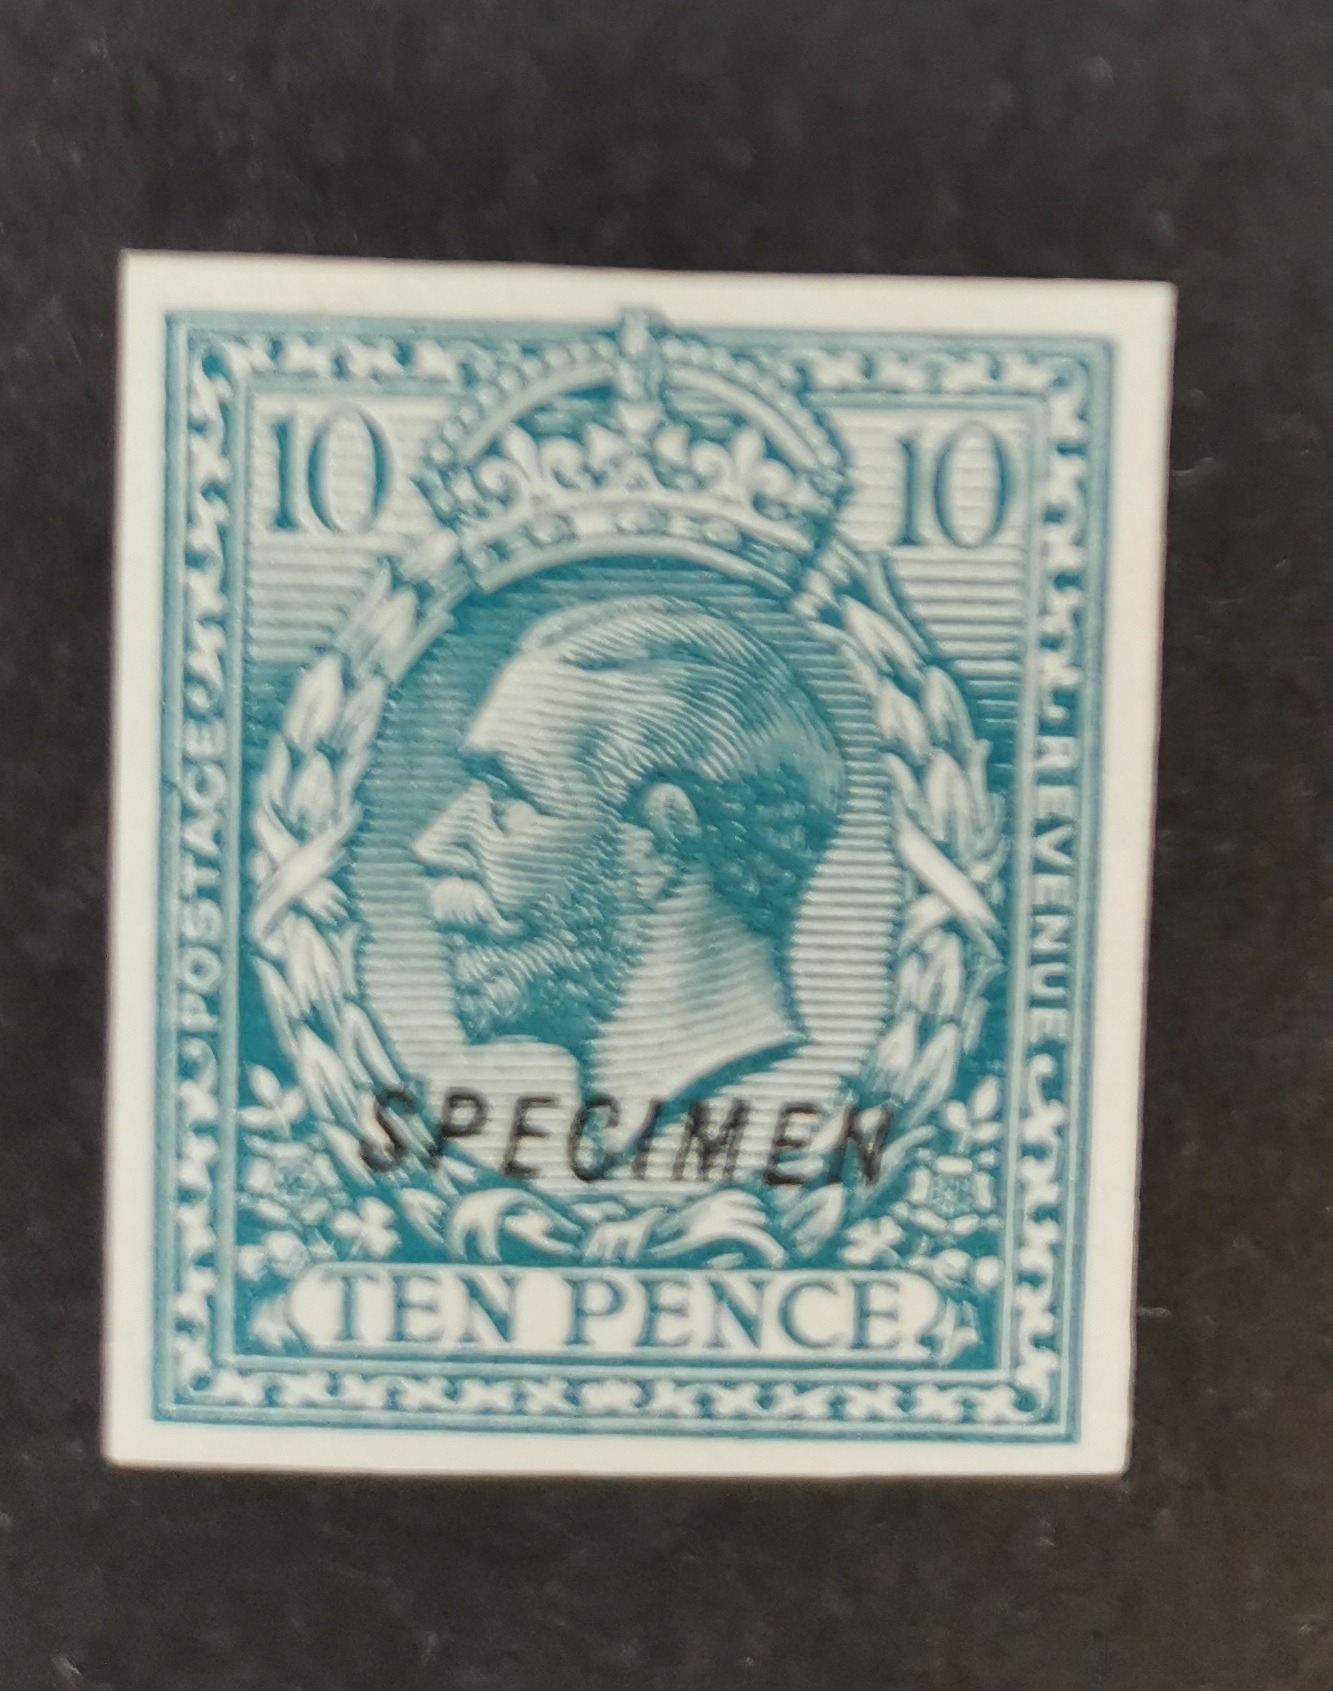 10 10
POSTAGE
REVENUE
SPECIMEN
TEN PENCE